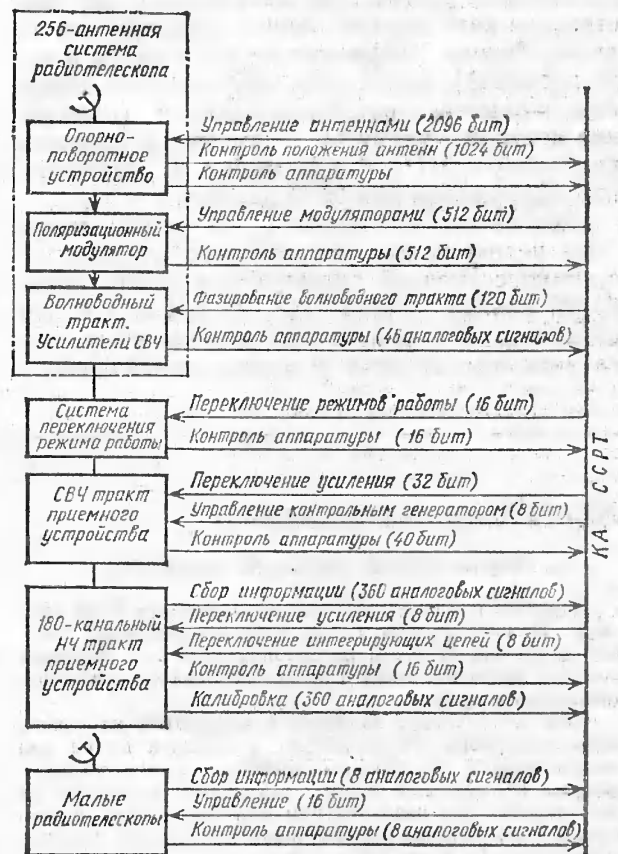 256-антенная
система
радиотелескопа
Опорно-
поворотное
устройство
Управление антеннами (2096 бит)
Контроль положения антенн (1024 бит)
Контроль аппаратуры
Поляризационный
модулятор
Управление модуляторами (512 бит)
Контроль аппаратуры (512 бит)
Волноводный
тракт.
Усилители СВЧ
Фазирование волноводного тракта (120 бит)
Контроль аппаратуры (46 аналоговых сигналов)
Система
переключения
режима работы
Переключение режимов работы (16 бит)
Контроль аппаратуры (16 бит)
СВЧ тракт
приемного
устройства
Переключение усиления (32 бит)
Управление контрольным генератором (8 бит)
Контроль аппаратуры (40 бит)
180-канальный
НЧ тракт
приемного
устройства
Сбор информации (360 аналоговых сигналов)
Переключение усиления (8 бит)
Переключение интегрирующих цепей (8 бит)
Контроль аппаратуры (16 бит)
Калибровка (360 аналоговых сигналов)
Малые
радиотелескопы
Сбор информации (8 аналоговых сигналов)
Управление (16 бит)
Контроль аппаратуры (8 аналоговых сигналов)
КА ССРТ